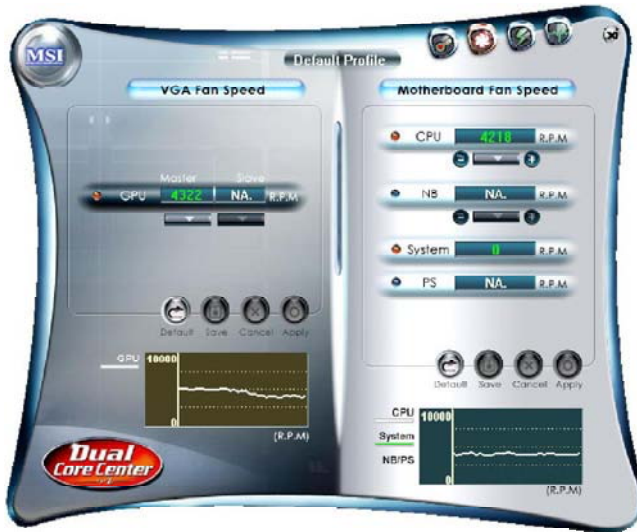 MSI
Default Profile
VGA Fan Speed
Master Slave
GPU 4322 NA. R.P.M
Default Save Cancel Apply
GPU 10000
0
(R.P.M)
Dual
Core Center
Motherboard Fan Speed
CPU 4218 R.P.M
NB NA. R.P.M
System 0 R.P.M
PS NA. R.P.M
Default Save Cancel Apply
CPU 10000
System
NB/PS
0
(R.P.M)